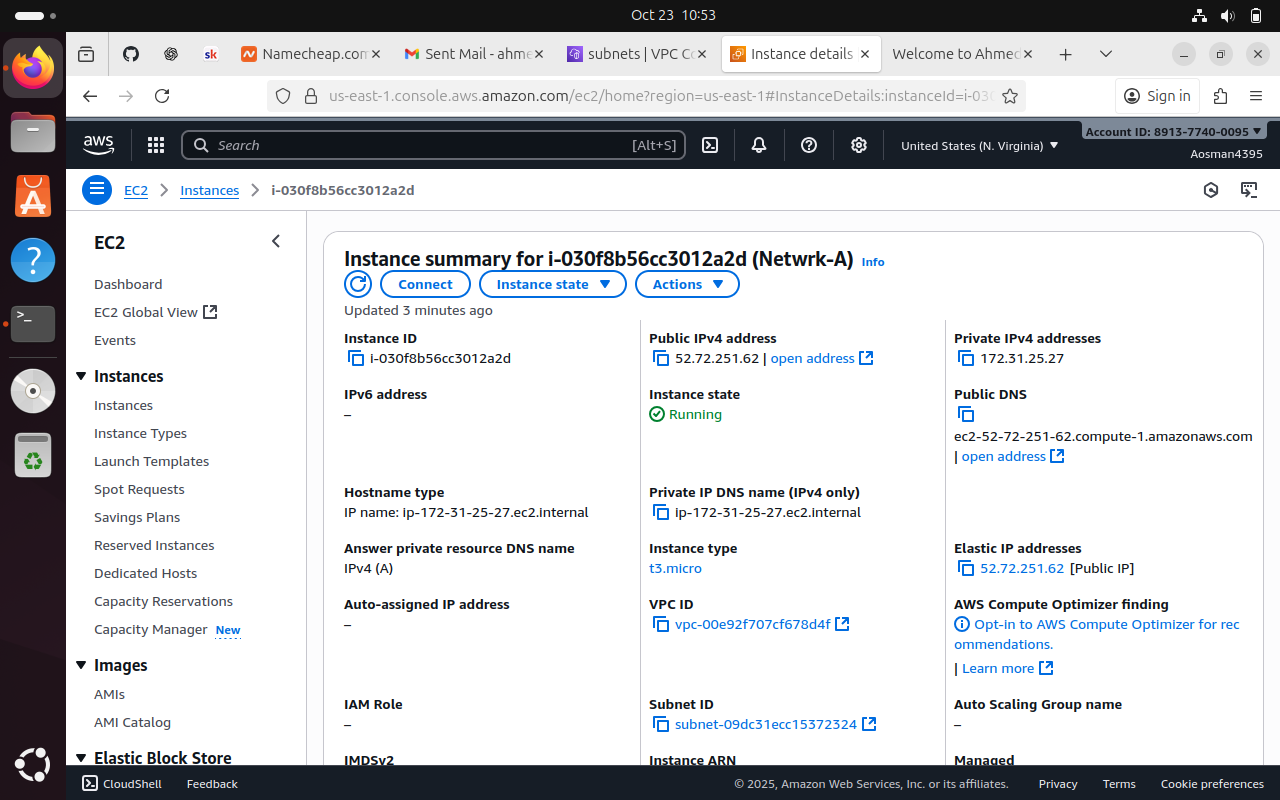 Oct 23 10:53
sk
Namecheap.com
Sent Mail - ahme
subnets | VPC Co
Instance details
Welcome to Ahmed
us-east-1.console.aws.amazon.com/ec2/home?region=us-east-1#InstanceDetails:instanceId=i-030
Sign in
aws
Search
[Alt+S]
United States (N. Virginia)
Account ID: 8913-7740-0095
Aosman4395
EC2
Instances
i-030f8b56cc3012a2d
EC2
Dashboard
EC2 Global View
Events
Instances
Instances
Instance Types
Launch Templates
Spot Requests
Savings Plans
Reserved Instances
Dedicated Hosts
Capacity Reservations
Capacity Manager New
Images
AMIs
AMI Catalog
Elastic Block Store
Instance summary for i-030f8b56cc3012a2d (Netwrk-A) Info
Connect
Instance state
Actions
Updated 3 minutes ago
Instance ID
i-030f8b56cc3012a2d
Public IPv4 address
52.72.251.62 | open address
Private IPv4 addresses
172.31.25.27
IPv6 address
–
Instance state
Running
Public DNS
ec2-52-72-251-62.compute-1.amazonaws.com
| open address
Hostname type
IP name: ip-172-31-25-27.ec2.internal
Private IP DNS name (IPv4 only)
ip-172-31-25-27.ec2.internal
Answer private resource DNS name
IPv4 (A)
Instance type
t3.micro
Elastic IP addresses
52.72.251.62 [Public IP]
Auto-assigned IP address
–
VPC ID
vpc-00e92f707cf678d4f
AWS Compute Optimizer finding
Opt-in to AWS Compute Optimizer for rec
ommendations.
| Learn more
IAM Role
–
Subnet ID
subnet-09dc31ecc15372324
Auto Scaling Group name
–
IMDSv2
Instance ARN
Managed
CloudShell
Feedback
© 2025, Amazon Web Services, Inc. or its affiliates.
Privacy
Terms
Cookie preferences